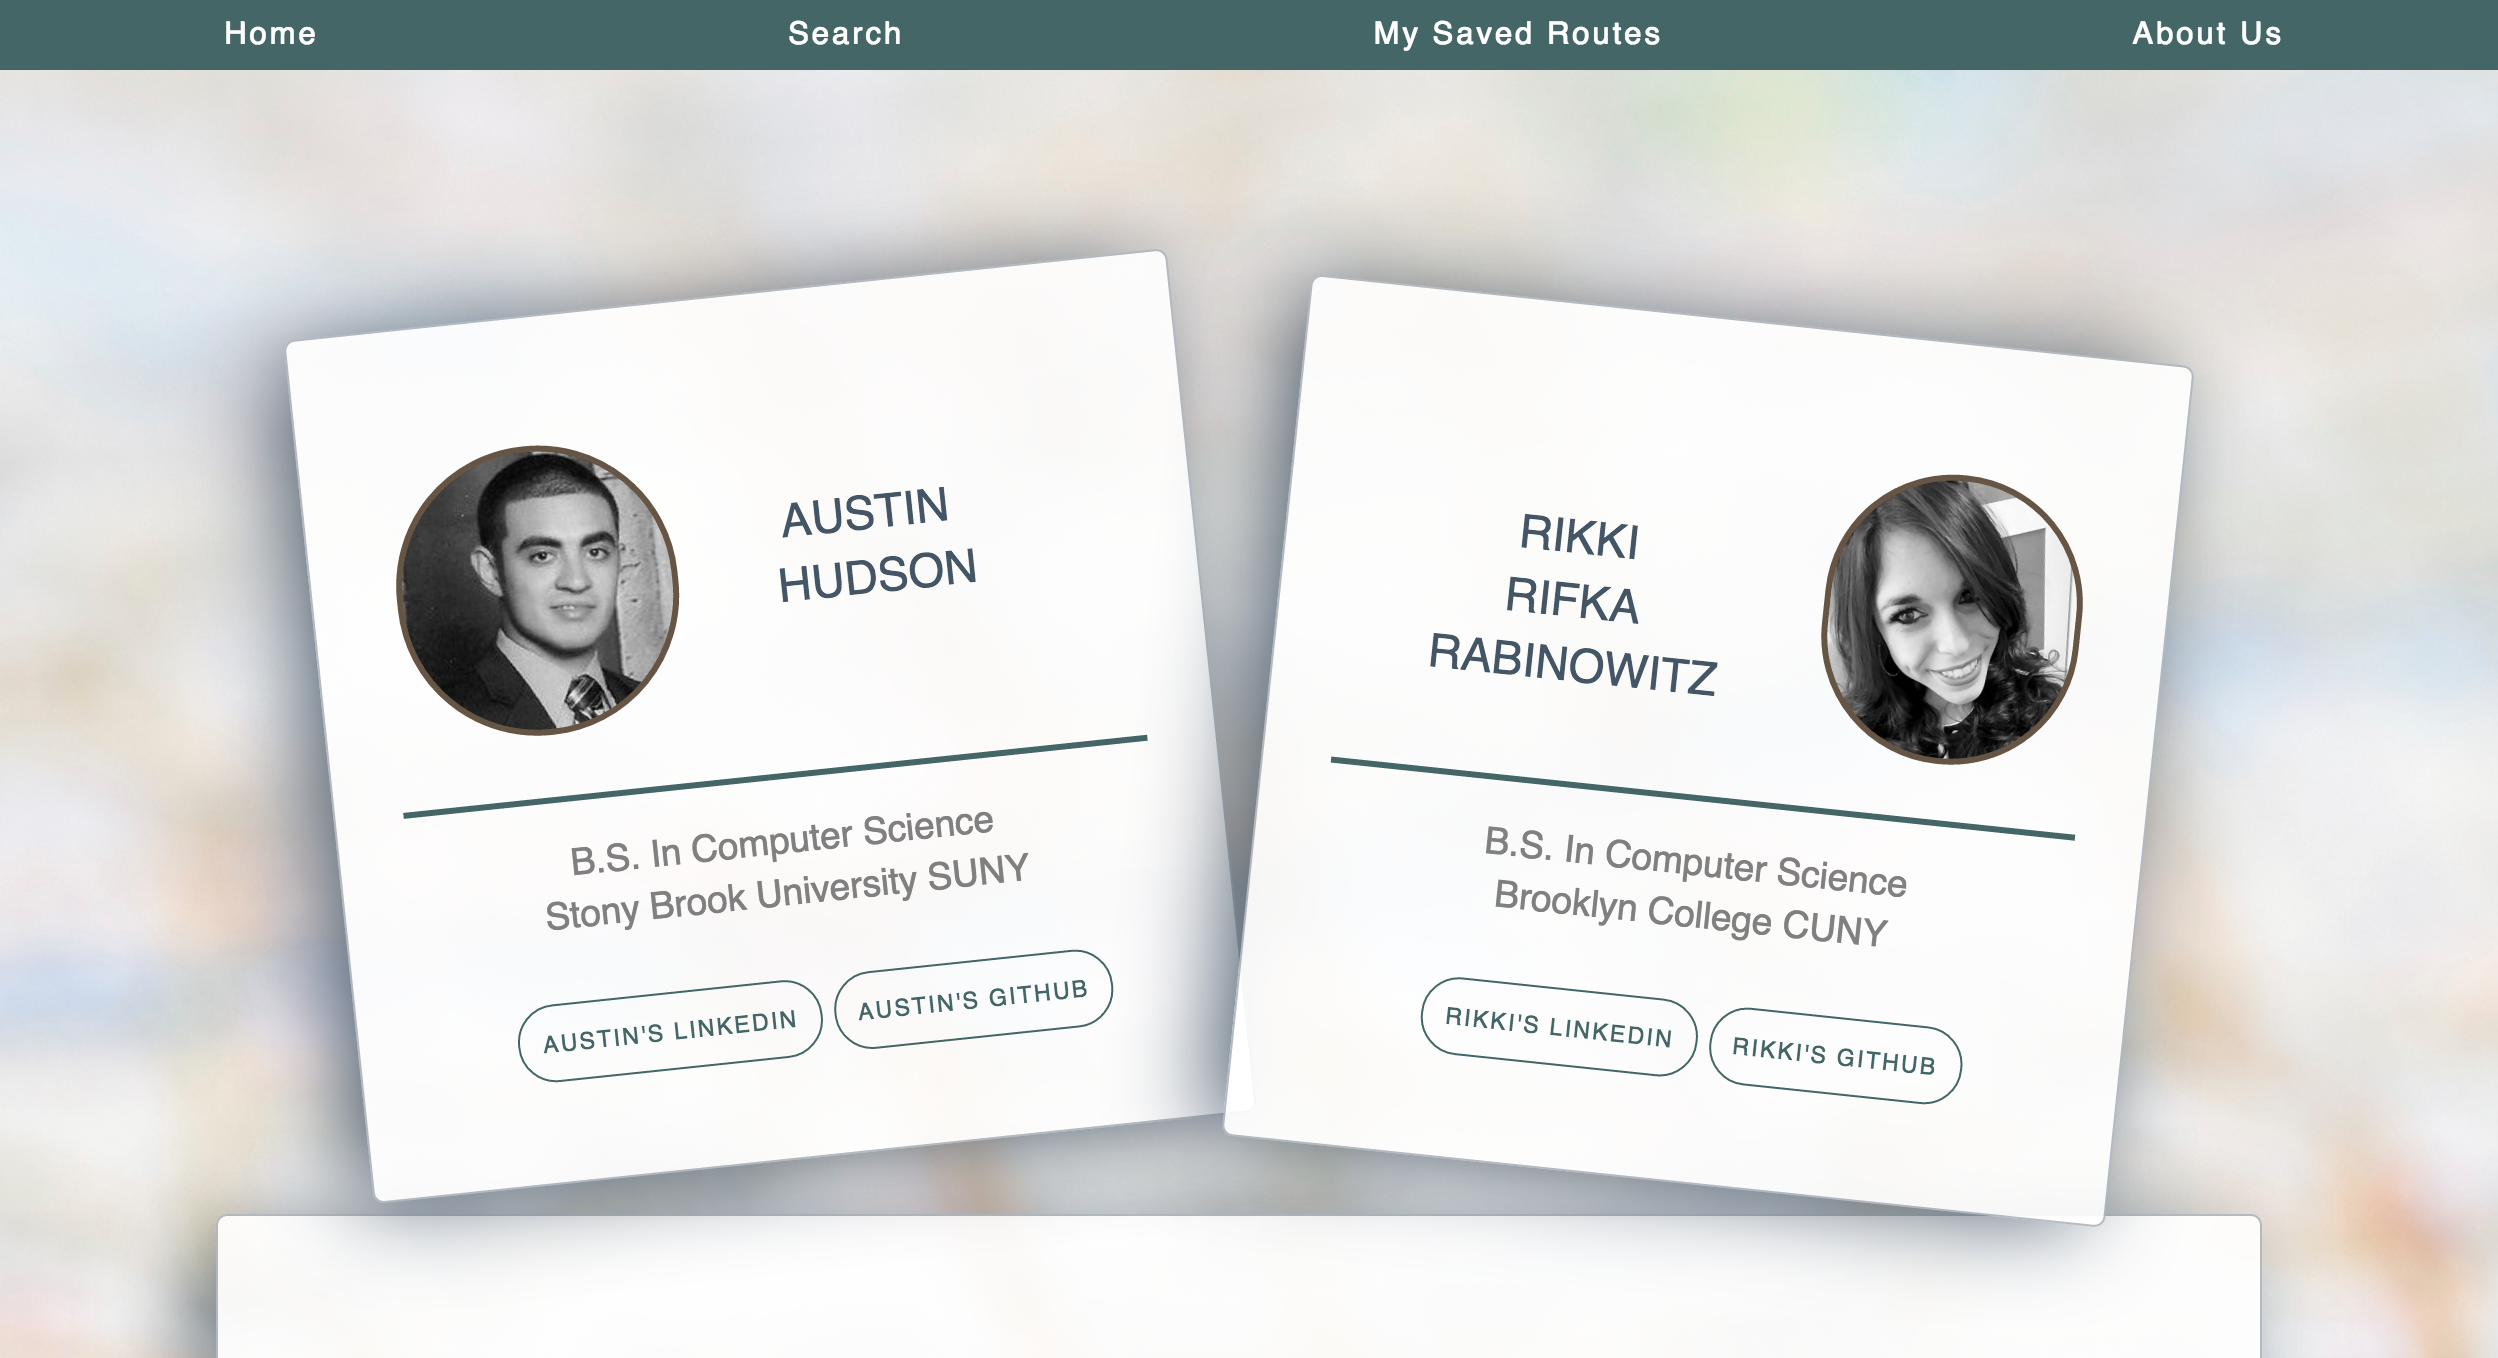 Home Search My Saved Routes About Us
AUSTIN
HUDSON
B.S. In Computer Science
Stony Brook University SUNY
AUSTIN'S LINKEDIN AUSTIN'S GITHUB
RIKKI
RIFKA
RABINOWITZ
B.S. In Computer Science
Brooklyn College CUNY
RIKKI'S LINKEDIN RIKKI'S GITHUB